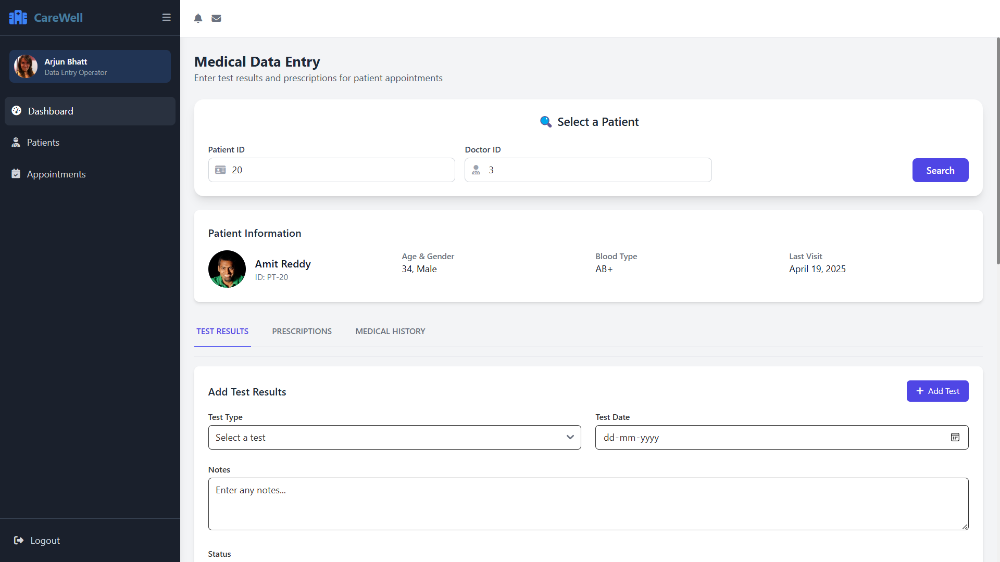 CareWell
Arjun Bhatt
Data Entry Operator
Dashboard
Patients
Appointments
Logout
Medical Data Entry
Enter test results and prescriptions for patient appointments
Select a Patient
Patient ID
20
Doctor ID
3
Search
Patient Information
Amit Reddy
ID: PT-20
Age & Gender
34, Male
Blood Type
AB+
Last Visit
April 19, 2025
TEST RESULTS
PRESCRIPTIONS
MEDICAL HISTORY
Add Test Results
Add Test
Test Type
Select a test
Test Date
dd-mm-yyyy
Notes
Enter any notes...
Status